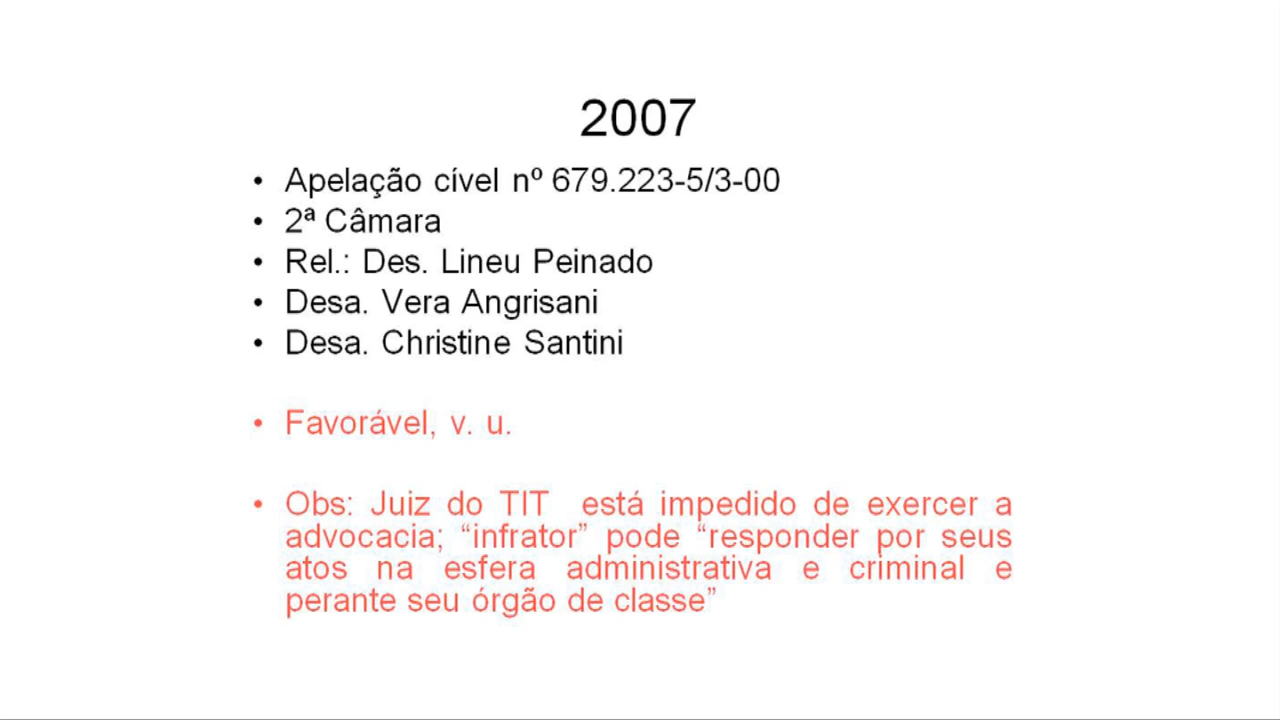 2007
• Apelação cível nº 679.223-5/3-00
• 2ª Câmara
• Rel.: Des. Lineu Peinado
• Desa. Vera Angrisani
• Desa. Christine Santini
• Favorável, v. u.
• Obs: Juiz do TIT está impedido de exercer a
advocacia; “infrator” pode “responder por seus
atos na esfera administrativa e criminal e
perante seu órgão de classe”